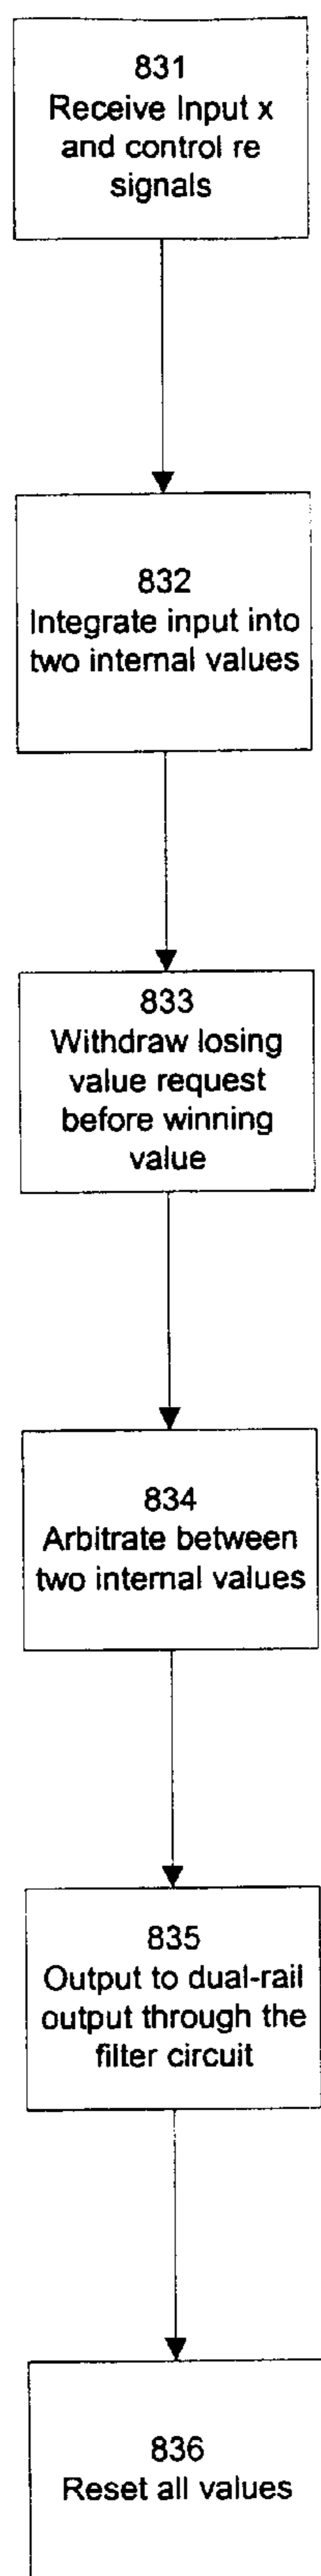 831
Receive Input x
and control re
signals
832
Integrate input into
two internal values
833
Withdraw losing
value request
before winning
value
834
Arbitrate between
two internal values
835
Output to dual-rail
output through the
filter circuit
836
Reset all values